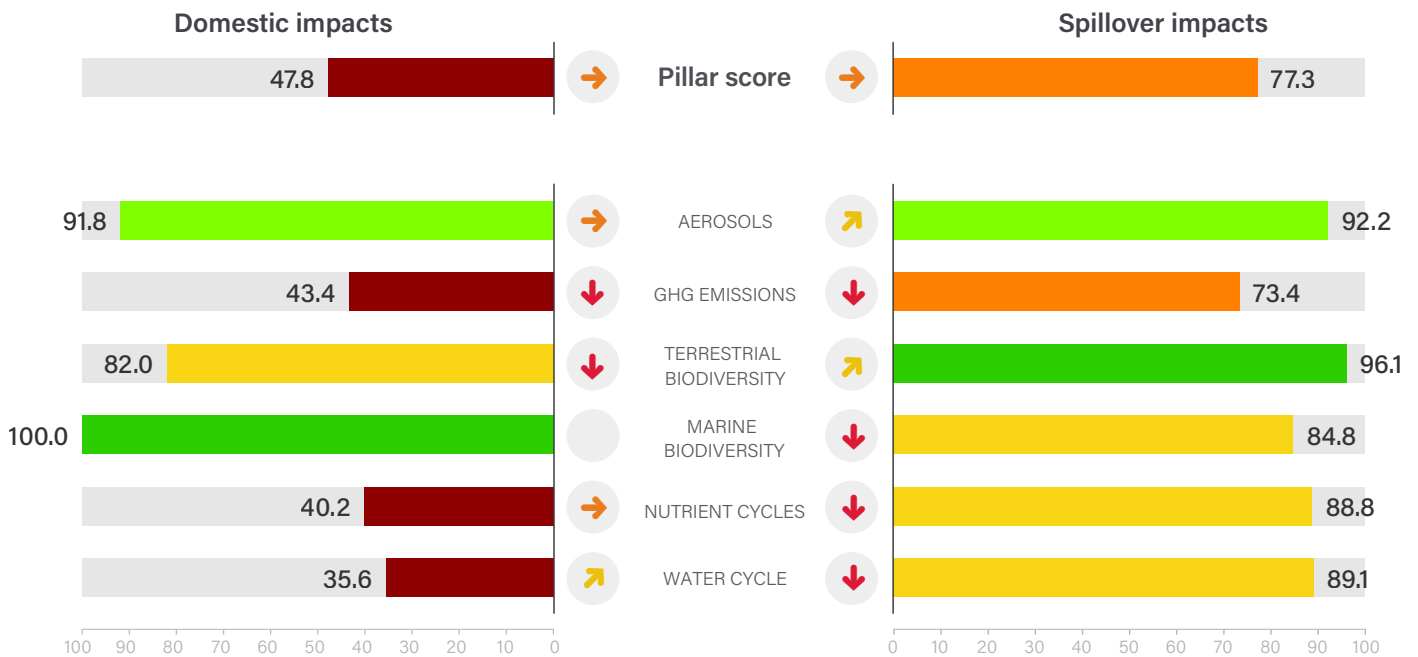 Domestic impacts
Spillover impacts
47.8
Pillar score
77.3
91.8
AEROSOLS
92.2
43.4
GHG EMISSIONS
73.4
82.0
TERRESTRIAL
BIODIVERSITY
96.1
100.0
MARINE
BIODIVERSITY
84.8
40.2
NUTRIENT CYCLES
88.8
35.6
WATER CYCLE
89.1
100 90 80 70 60 50 40 30 20 10 0
0 10 20 30 40 50 60 70 80 90 100